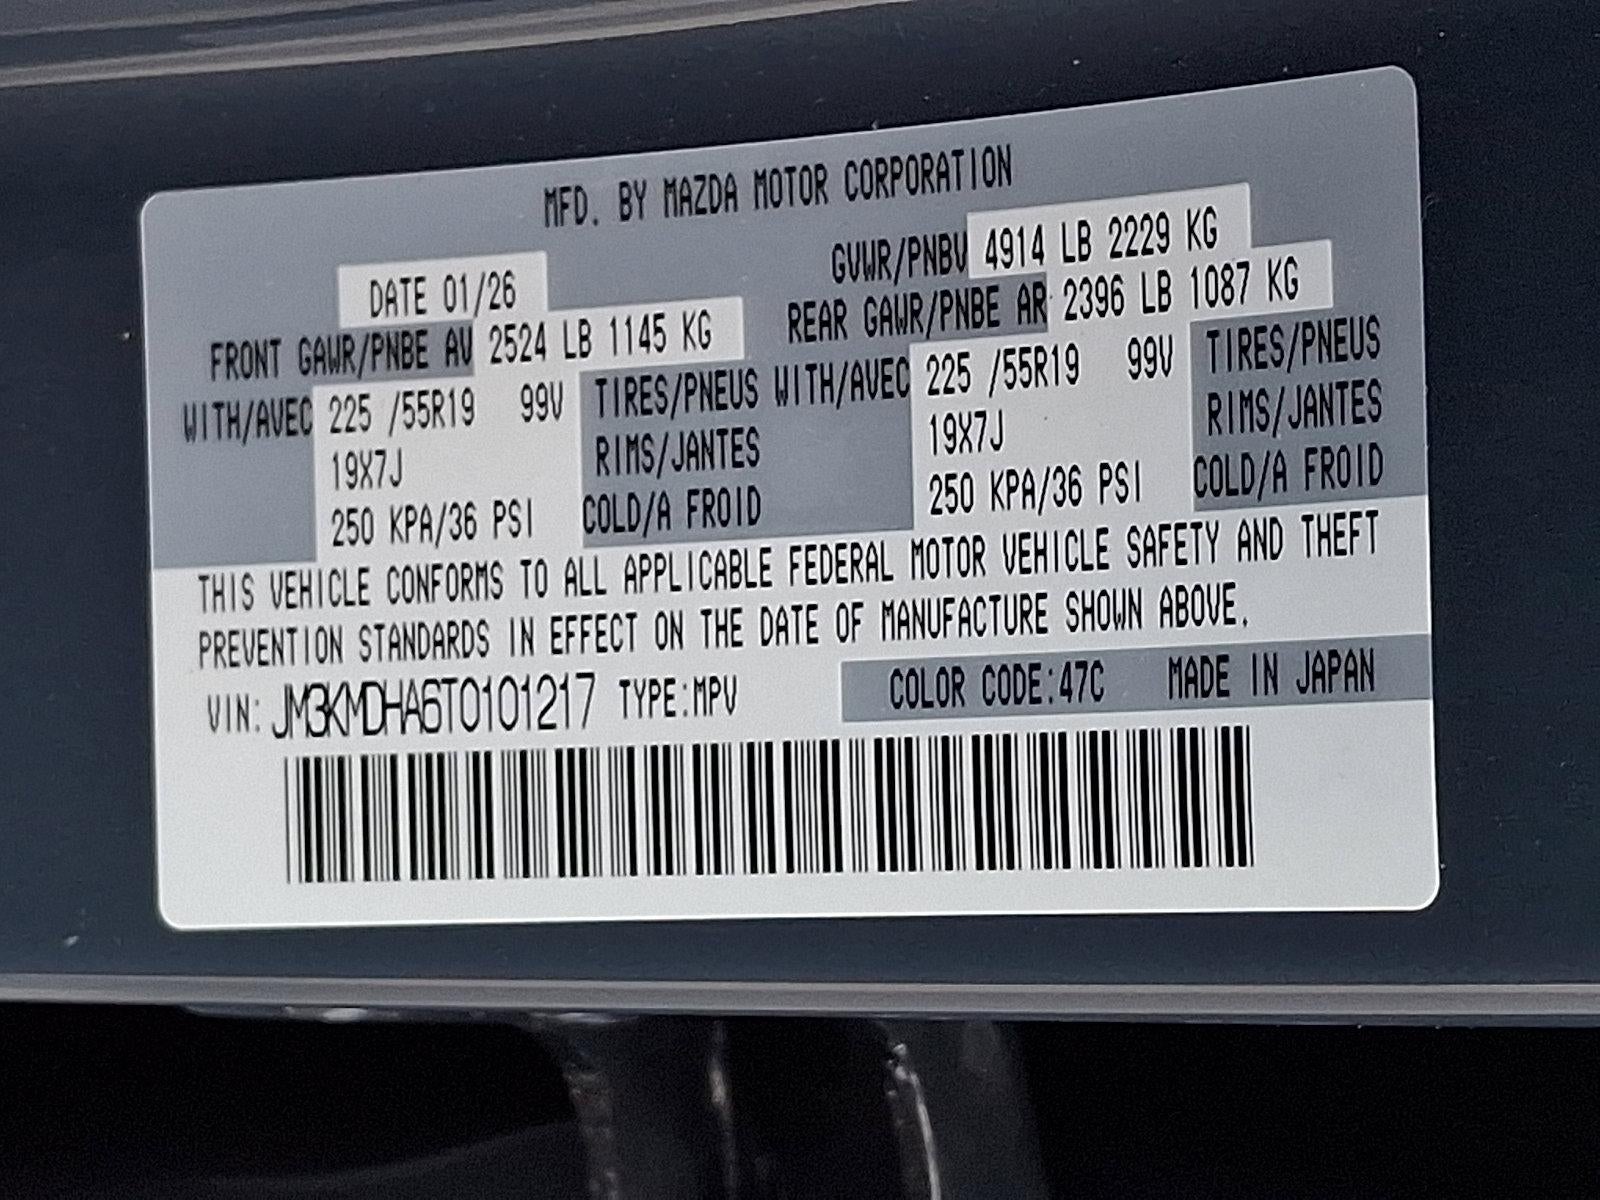 MFD. BY MAZDA MOTOR CORPORATION
DATE 01/26
GVWR/PNBV 4914 LB 2229 KG
FRONT GAWR/PNBE AV 2524 LB 1145 KG
REAR GAWR/PNBE AR 2396 LB 1087 KG
WITH/AVEC 225 /55R19 99V TIRES/PNEUS
19X7J RIMS/JANTES
250 KPA/36 PSI COLD/A FROID
WITH/AVEC 225 /55R19 99V TIRES/PNEUS
19X7J RIMS/JANTES
250 KPA/36 PSI COLD/A FROID
THIS VEHICLE CONFORMS TO ALL APPLICABLE FEDERAL MOTOR VEHICLE SAFETY AND THEFT
PREVENTION STANDARDS IN EFFECT ON THE DATE OF MANUFACTURE SHOWN ABOVE.
VIN: JM3KMDHA6T0101217 TYPE:MPV COLOR CODE:47C MADE IN JAPAN